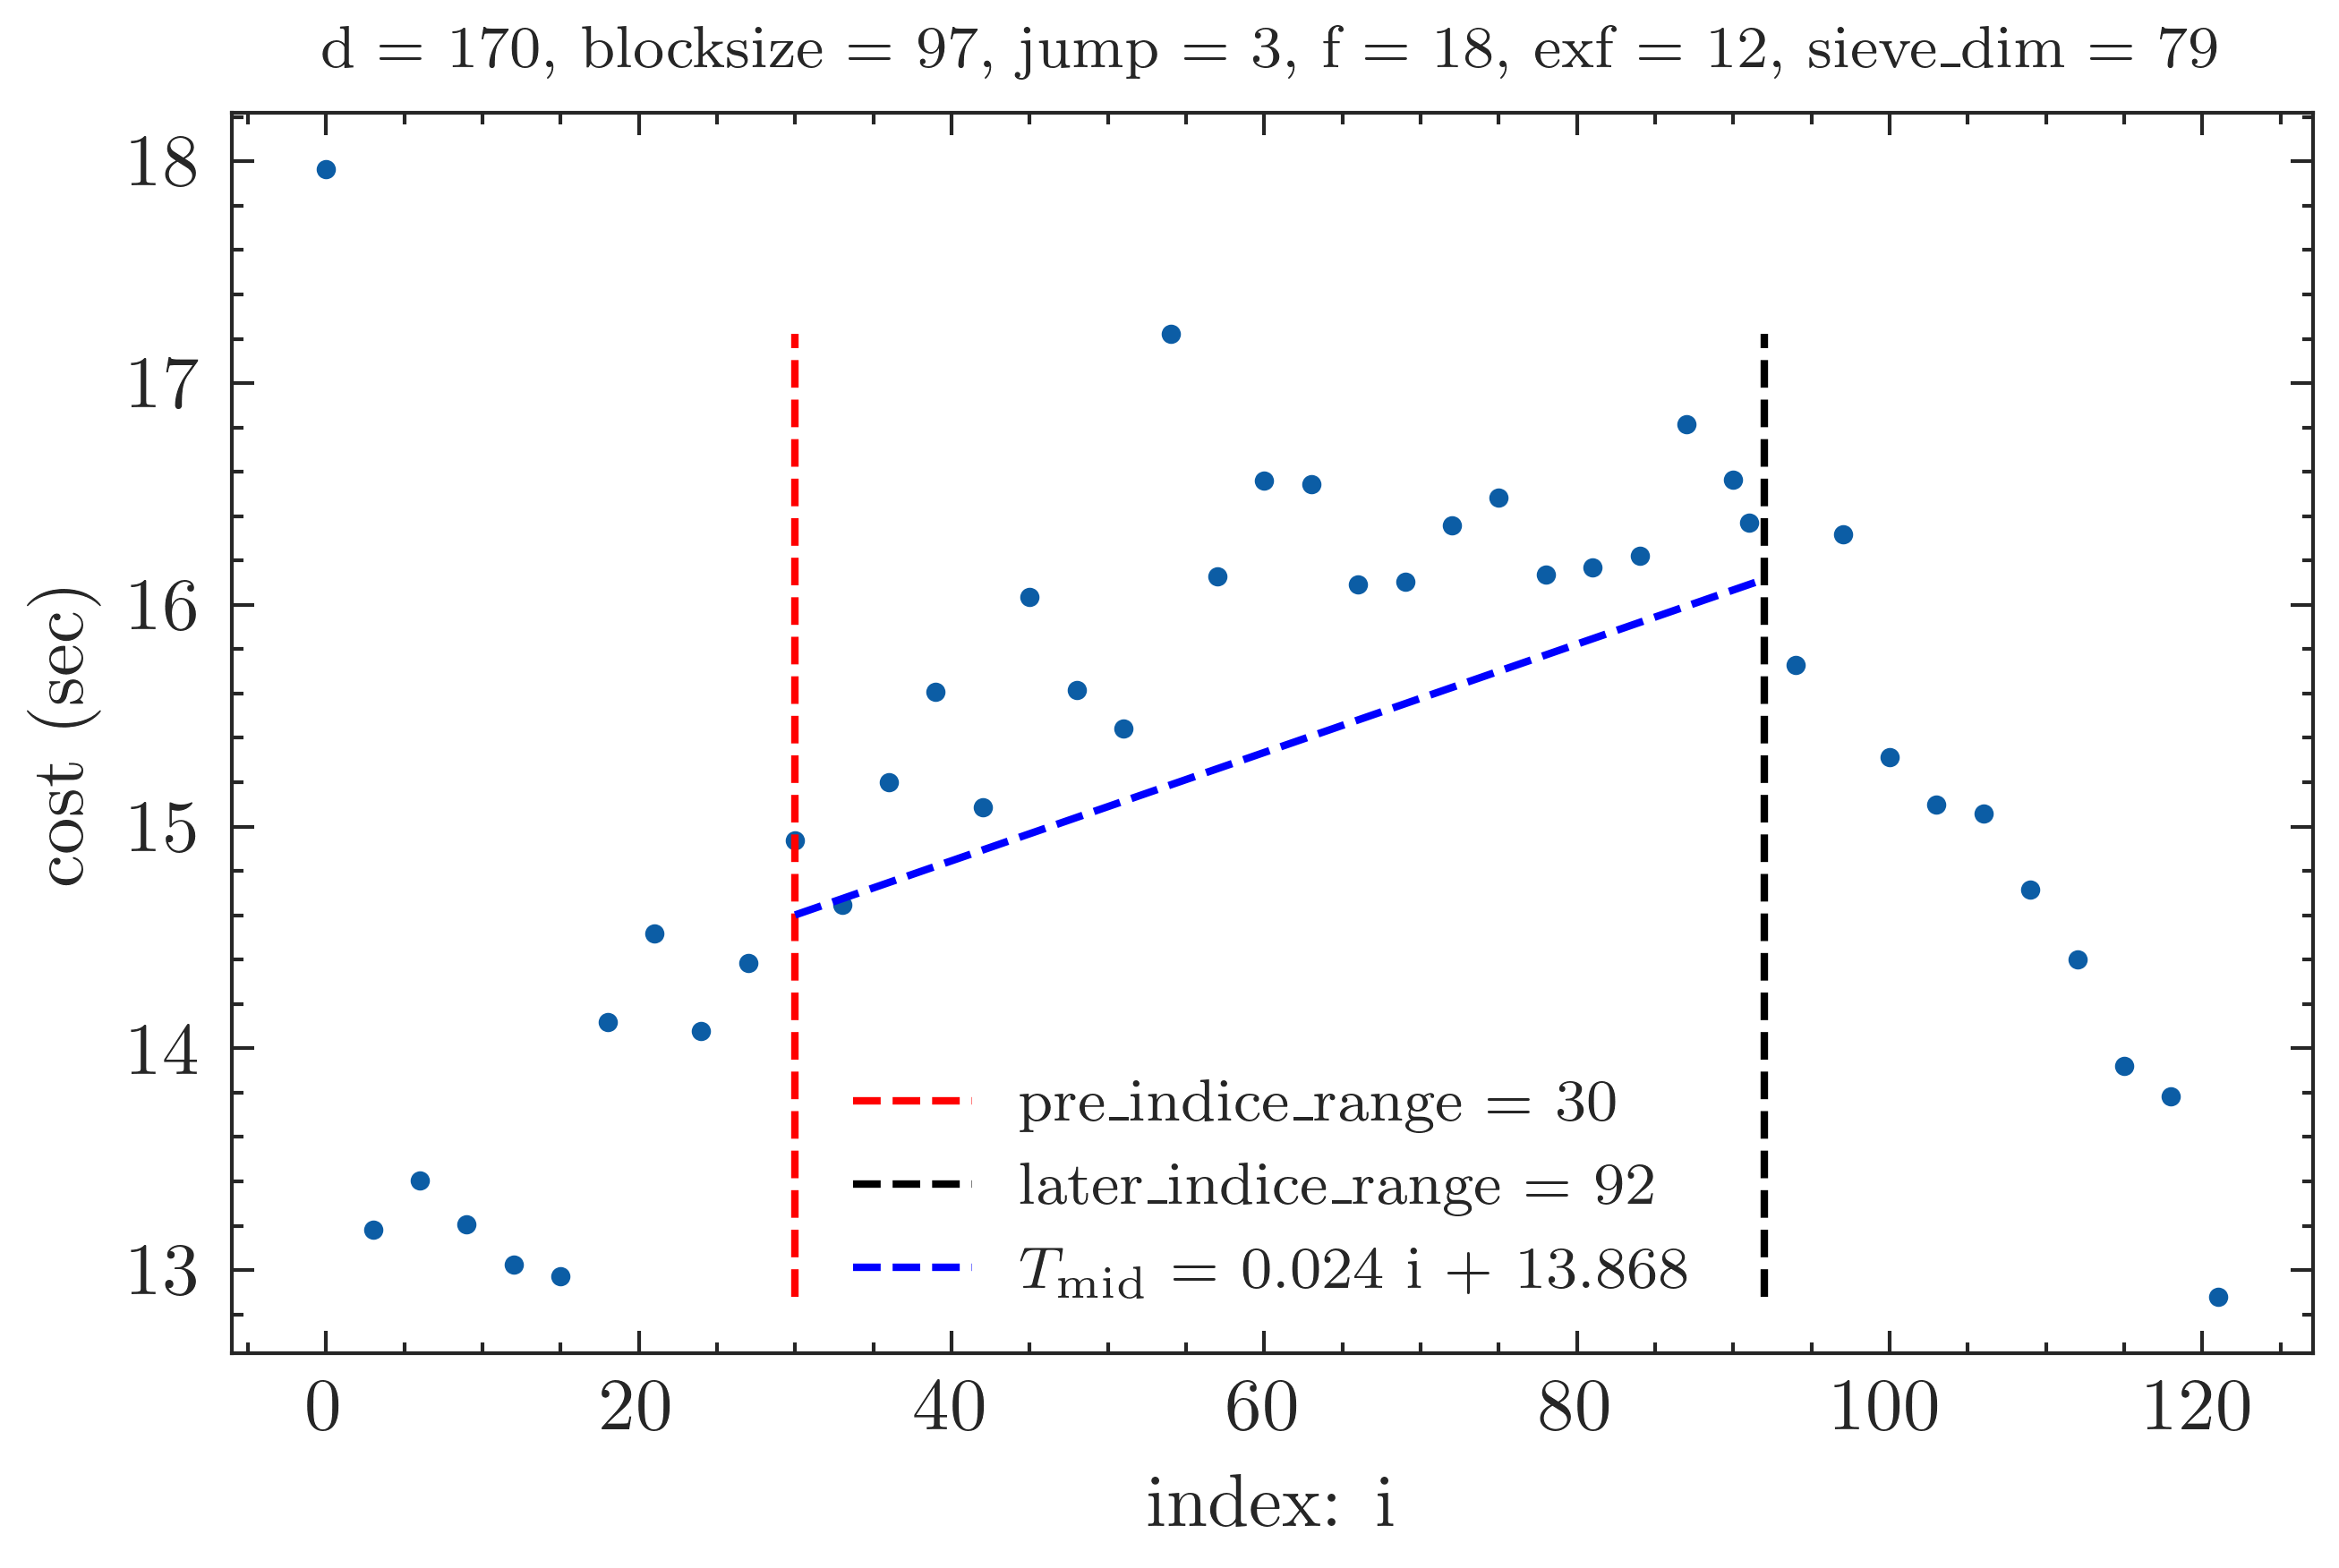 d = 170, blocksize = 97, jump = 3, f = 18, exf = 12, sieve_dim = 79
18
17
16
15
14
13
cost (sec)
pre_indice_range = 30
later_indice_range = 92
T_mid = 0.024 i + 13.868
0 20 40 60 80 100 120
index: i